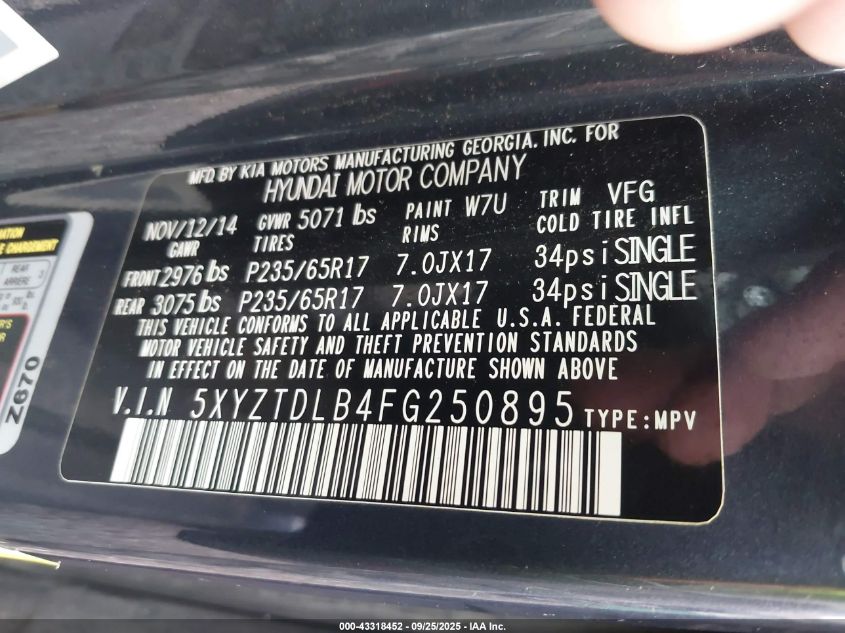 MFD. BY KIA MOTORS MANUFACTURING GEORGIA. INC. FOR
HYUNDAI MOTOR COMPANY
NOV/12/14 GVWR 5071 lbs PAINT W7U TRIM VFG
GAWR TIRES RIMS COLD TIRE INFL
FRONT 2976 lbs P235/65R17 7.0JX17 34psi SINGLE
REAR 3075 lbs P235/65R17 7.0JX17 34psi SINGLE
THIS VEHICLE CONFORMS TO ALL APPLICABLE U.S.A. FEDERAL
MOTOR VEHICLE SAFETY AND THEFT PREVENTION STANDARDS
IN EFFECT ON THE DATE OF MANUFACTURE SHOWN ABOVE
V.I.N 5XYZTDLB4FG250895 TYPE:MPV
REAR
ARRIERE 3
Z670
000-43318452 - 09/25/2025 - IAA Inc.